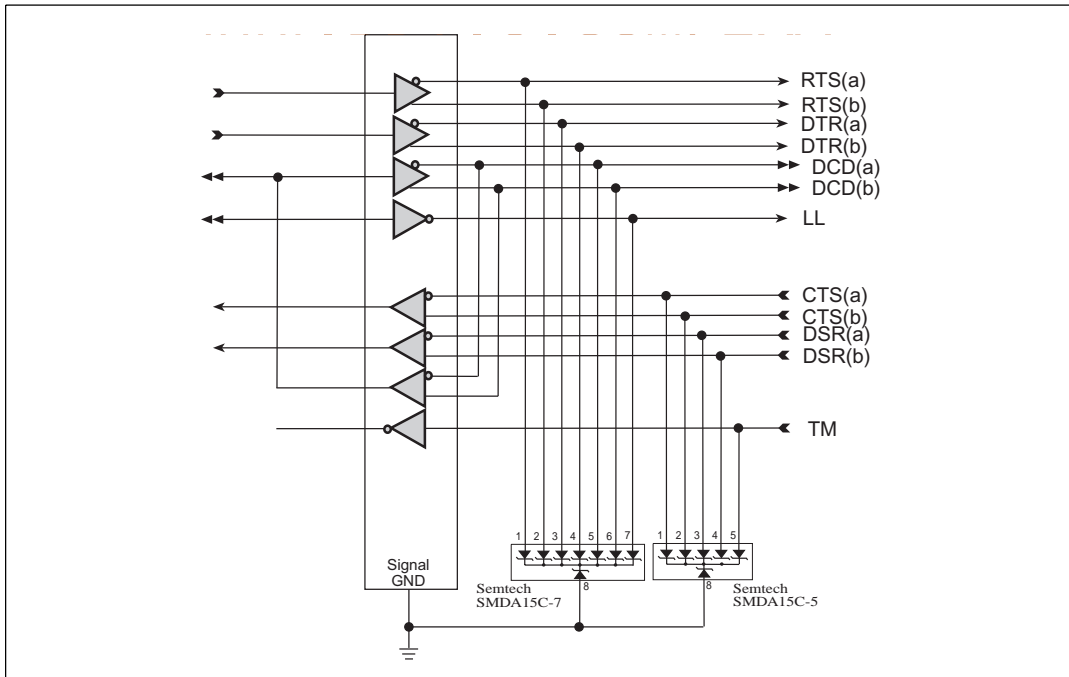 RTS(a)
RTS(b)
DTR(a)
DTR(b)
DCD(a)
DCD(b)
LL
CTS(a)
CTS(b)
DSR(a)
DSR(b)
TM
1 2 3 4 5 6 7
1 2 3 4 5
8
8
Signal
GND
Semtech
SMDA15C-7
Semtech
SMDA15C-5